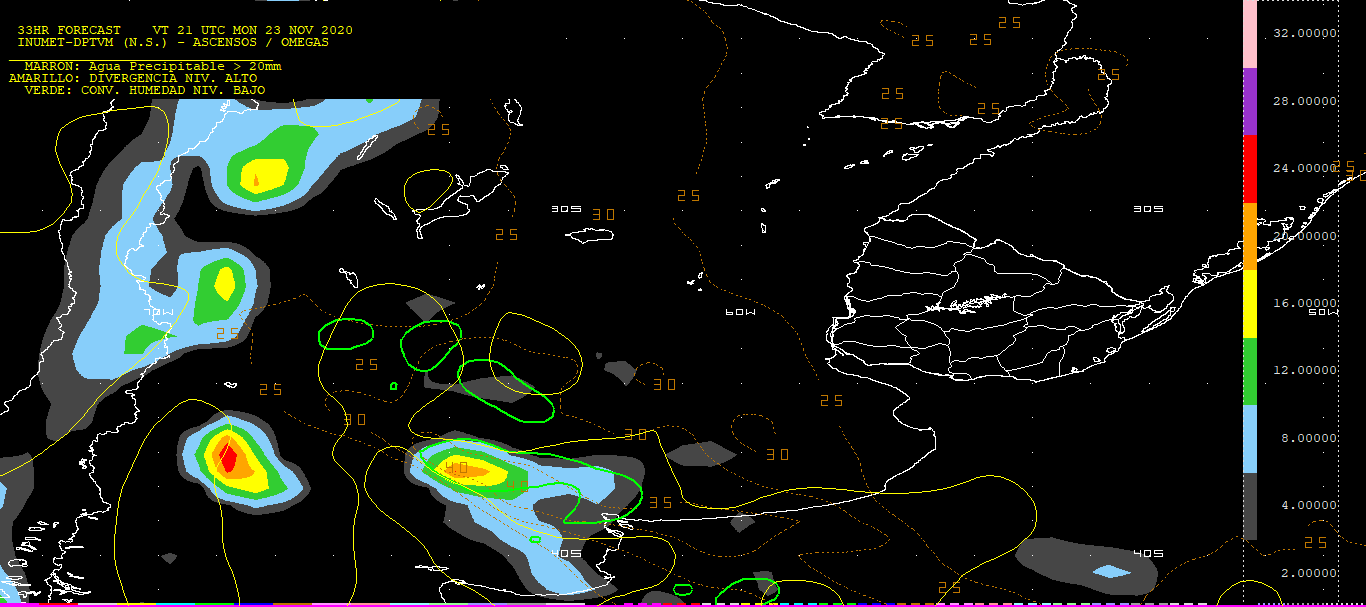 33HR FORECAST    VT 21 UTC MON 23 NOV 2020
INUMET-DPTVM (N.S.) - ASCENSOS / OMEGAS
MARRON: Agua Precipitable > 20mm
AMARILLO: DIVERGENCIA NIV. ALTO
VERDE: CONV. HUMEDAD NIV. BAJO
32.00000
28.00000
24.00000
20.00000
16.00000
12.00000
8.00000
4.00000
2.00000
25
25 25
25
25
25
25
25
25
30S
30
30S
25
70W
60W
50W
25
25
30
25
25
30
30
30
40
35
40S
40S
25
25